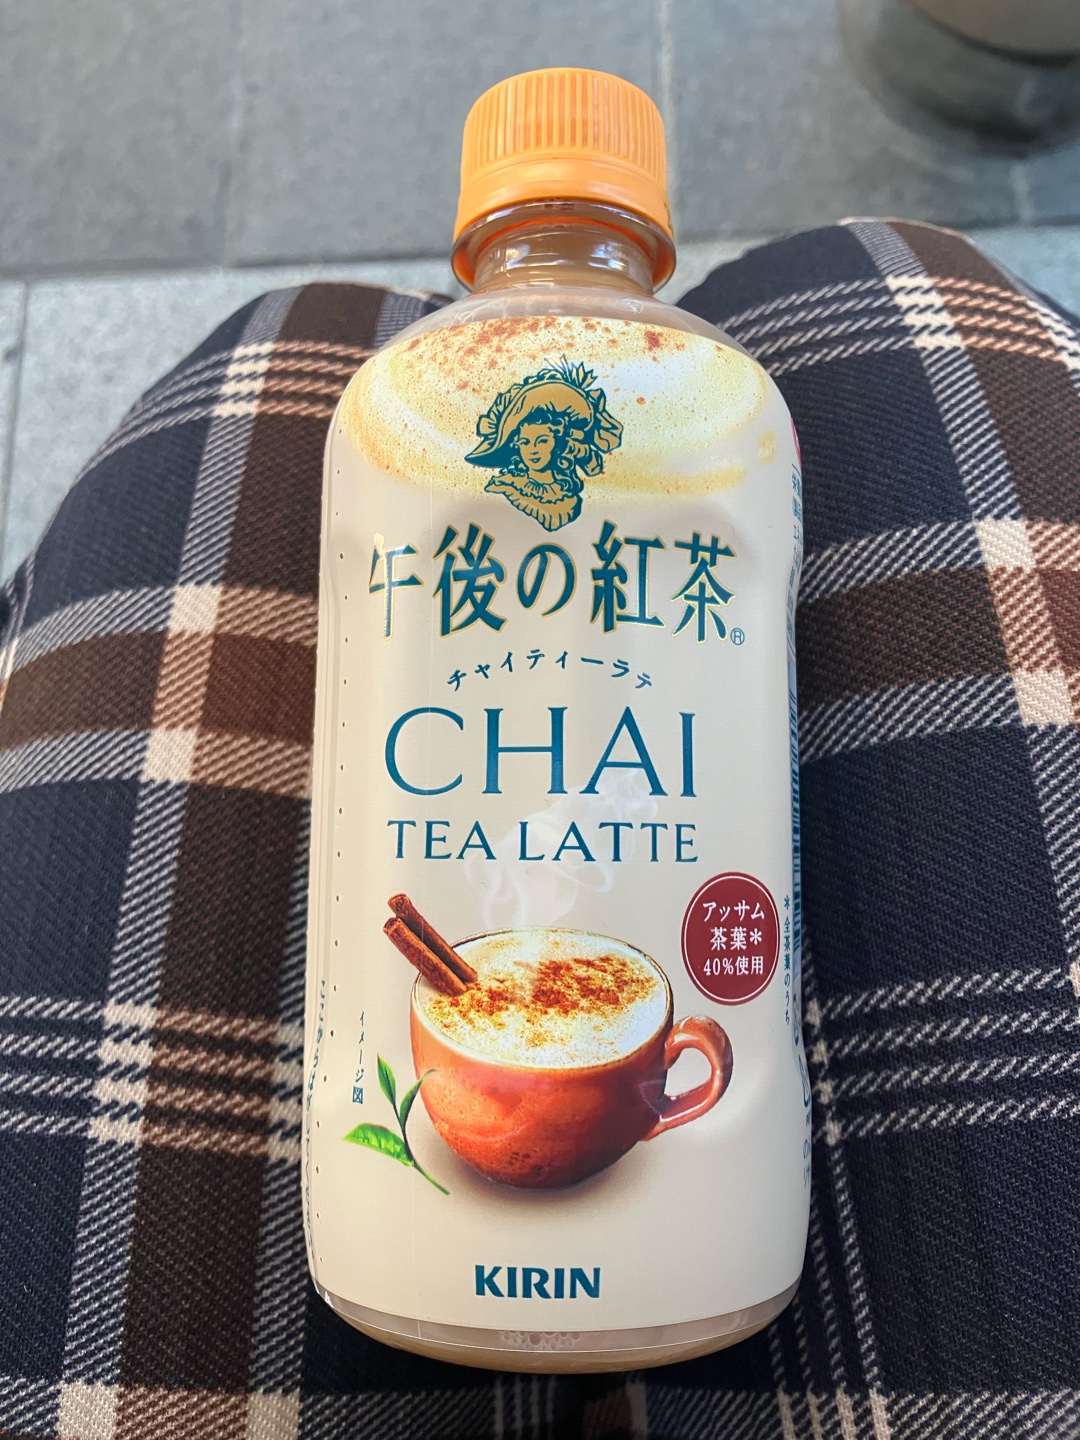 午後の紅茶®
チャイティーラテ
CHAI
TEA LATTE
アッサム
茶葉*
40%使用
*全茶葉のうち
イメージ図
KIRIN